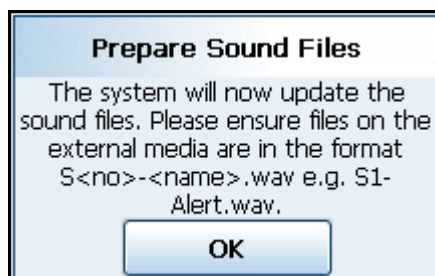 Prepare Sound Files
The system will now update the
sound files. Please ensure files on the
external media are in the format
S<no>-<name>.wav e.g. S1-
Alert.wav.
OK